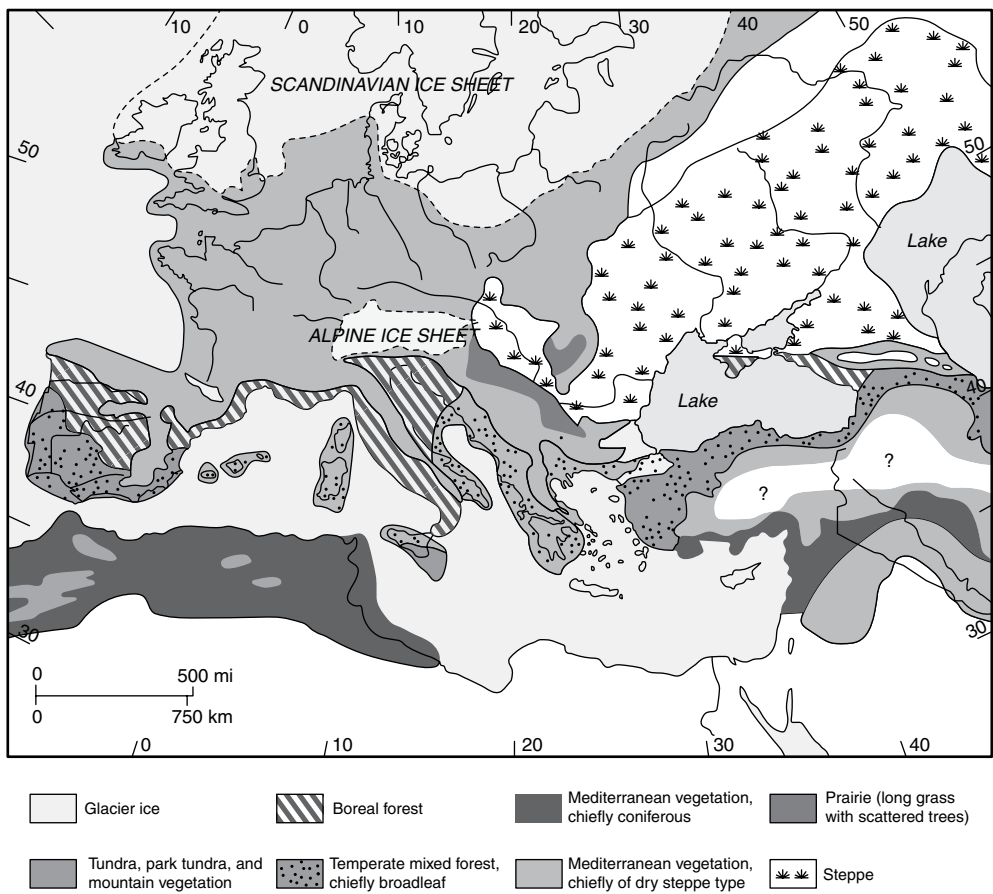 10 0 10 20 30 40 50
SCANDINAVIAN ICE SHEET
50
50
Lake
ALPINE ICE SHEET
40
40
Lake
?
?
30
30
0 500 mi
0 750 km
0 10 20 30 40
Glacier ice
Boreal forest
Mediterranean vegetation,
chiefly coniferous
Prairie (long grass
with scattered trees)
Tundra, park tundra, and
mountain vegetation
Temperate mixed forest,
chiefly broadleaf
Mediterranean vegetation,
chiefly of dry steppe type
Steppe